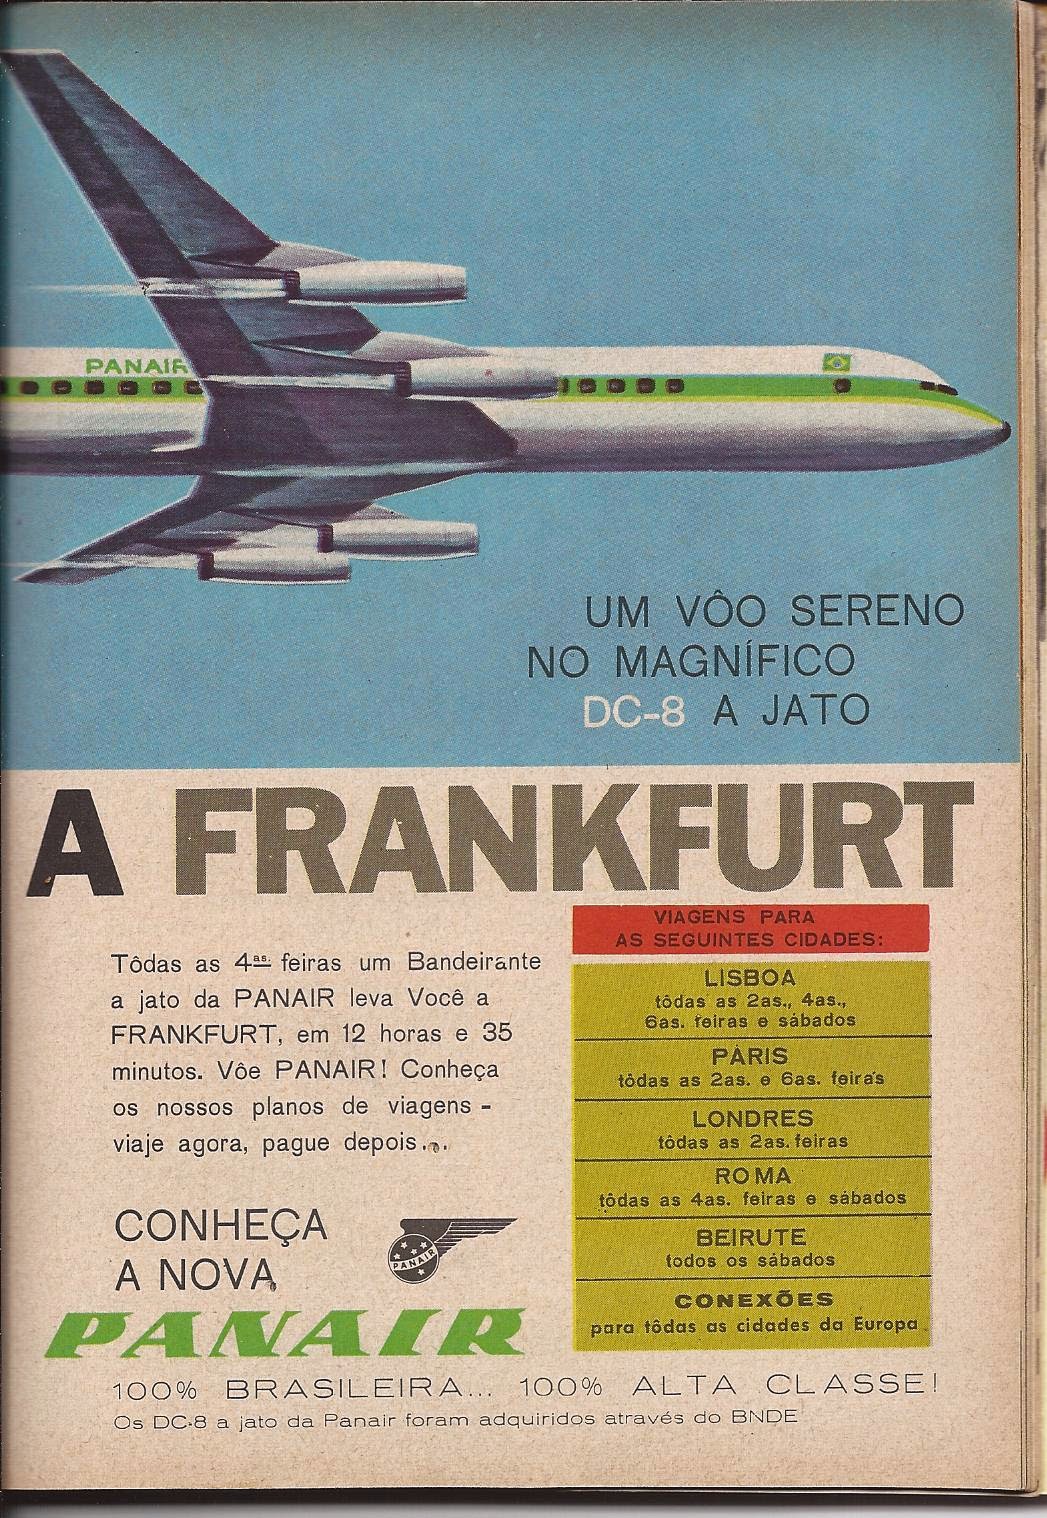 PANAIR
UM VÔO SERENO
NO MAGNÍFICO
DC-8 A JATO
A FRANKFURT
Tôdas as 4as. feiras um Bandeirante
a jato da PANAIR leva Você a
FRANKFURT, em 12 horas e 35
minutos. Vôe PANAIR! Conheça
os nossos planos de viagens -
viaje agora, pague depois...
CONHEÇA
A NOVA
PANAIR
PANAIR
VIAGENS PARA
AS SEGUINTES CIDADES:
LISBOA
tôdas as 2as., 4as.,
6as. feiras e sábados
PARIS
tôdas as 2as. e 6as. feiras
LONDRES
tôdas as 2as. feiras
ROMA
tôdas as 4as. feiras e sábados
BEIRUTE
todos os sábados
CONEXÕES
para tôdas as cidades da Europa
100% BRASILEIRA... 100% ALTA CLASSE!
Os DC-8 a jato da Panair foram adquiridos através do BNDE